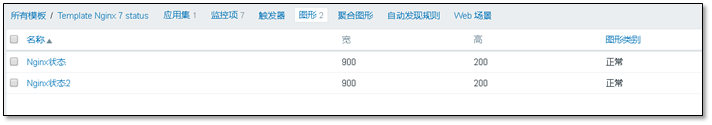 所有模板 / Template Nginx 7 status 应用集 1 监控项 7 触发器 图形 2 聚合图形 自动发现规则 Web 场景
名称▲ 宽 高 图形类别
Nginx状态 900 200 正常
Nginx状态2 900 200 正常